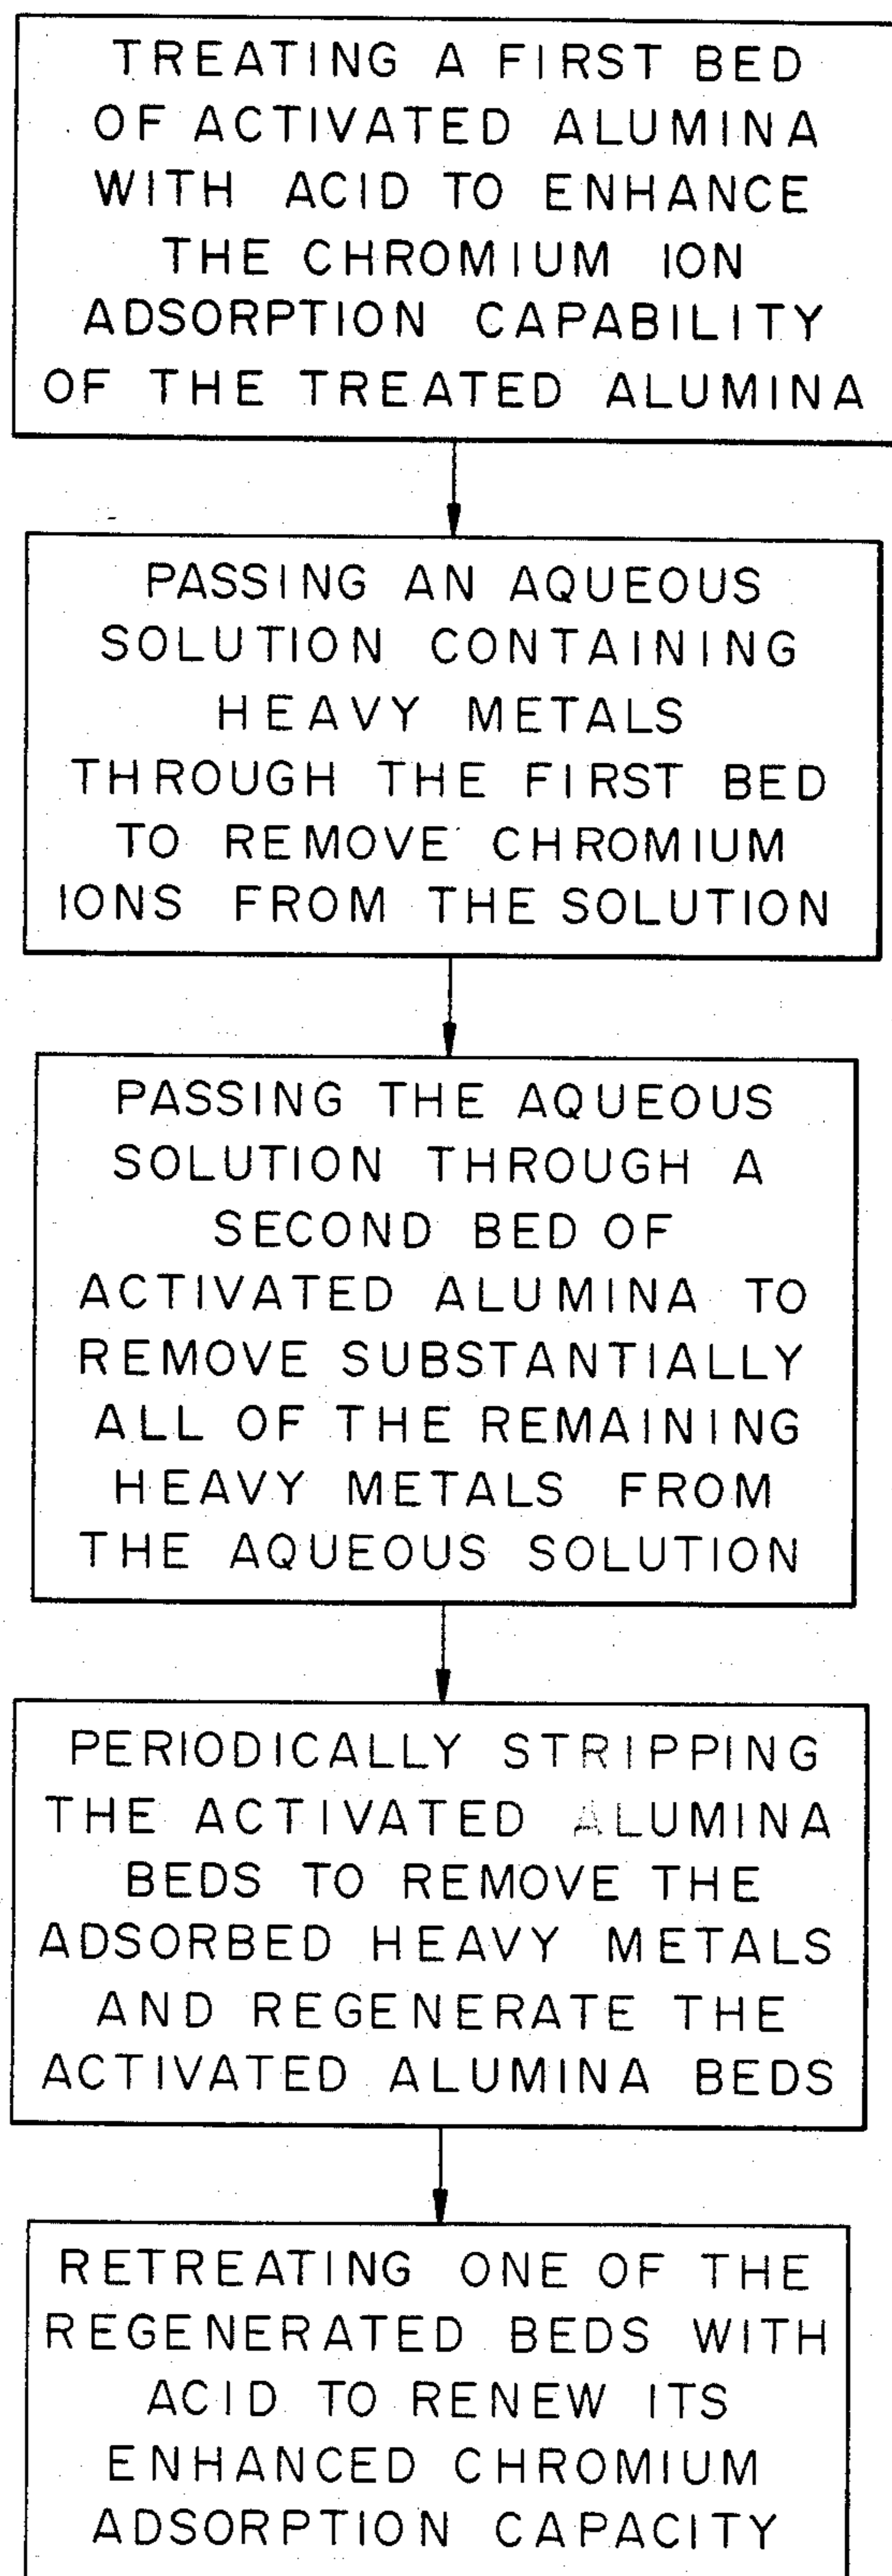 TREATING A FIRST BED
OF ACTIVATED ALUMINA
WITH ACID TO ENHANCE
THE CHROMIUM ION
ADSORPTION CAPABILITY
OF THE TREATED ALUMINA
PASSING AN AQUEOUS
SOLUTION CONTAINING
HEAVY METALS
THROUGH THE FIRST BED
TO REMOVE CHROMIUM
IONS FROM THE SOLUTION
PASSING THE AQUEOUS
SOLUTION THROUGH A
SECOND BED OF
ACTIVATED ALUMINA TO
REMOVE SUBSTANTIALLY
ALL OF THE REMAINING
HEAVY METALS FROM
THE AQUEOUS SOLUTION
PERIODICALLY STRIPPING
THE ACTIVATED ALUMINA
BEDS TO REMOVE THE
ADSORBED HEAVY METALS
AND REGENERATE THE
ACTIVATED ALUMINA BEDS
RETREATING ONE OF THE
REGENERATED BEDS WITH
ACID TO RENEW ITS
ENHANCED CHROMIUM
ADSORPTION CAPACITY